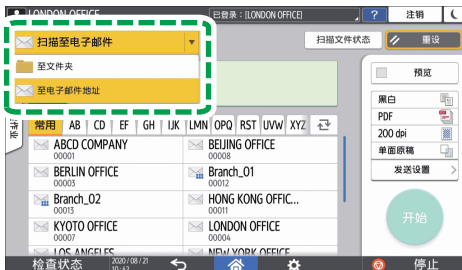 LONDON OFFICE
已登录：[LONDON OFFICE]
?
注销
扫描至电子邮件
扫描文件状态
重设
至文件夹
至电子邮件地址
预览
黑白
PDF
200 dpi
单面原稿
发送设置
常用 AB CD EF GH IJK LMN OPQ RST UVW XYZ
ABCD COMPANY
00001
BEIJING OFFICE
00008
BERLIN OFFICE
00003
Branch_01
00012
Branch_02
00013
HONG KONG OFFIC...
00011
KYOTO OFFICE
00007
LONDON OFFICE
00004
LOS ANGELES
NEW YORK OFFICE
开始
检查状态
2020/08/21
10:42
停止